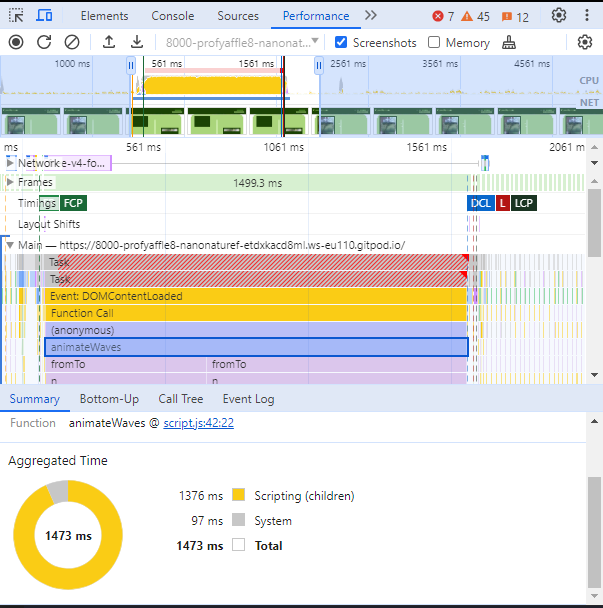 Elements Console Sources Performance 7 45 12
8000-profyaffle8-nanonat... Screenshots Memory
1000 ms 561 ms 1561 ms 2561 ms 3561 ms 4561 ms
CPU
NET
ms 561 ms 1061 ms 1561 ms 2061 m
Network e-v4-fo...
Frames 1499.3 ms
Timings FCP DCL L LCP
Layout Shifts
Main — https://8000-profyaffle8-nanonaturef-etdxkacd8ml.ws-eu110.gitpod.io/
Task
Task
Event: DOMContentLoaded
Function Call
(anonymous)
animateWaves
fromTo fromTo
n n
Summary Bottom-Up Call Tree Event Log
Function animateWaves @ script.js:42:22
Aggregated Time
1376 ms Scripting (children)
97 ms System
1473 ms 1473 ms Total